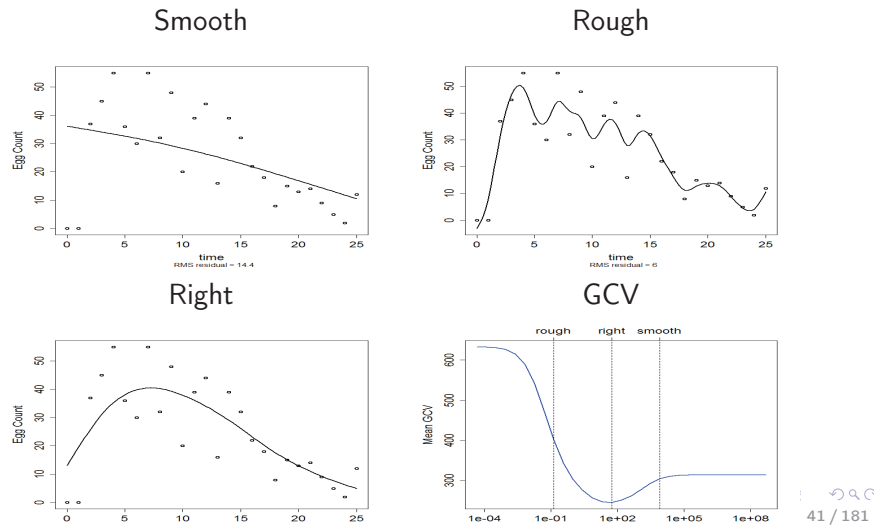 Smooth
Egg Count
50
40
30
20
10
0
0 5 10 15 20 25
time
RMS residual = 14.4
Rough
Egg Count
50
40
30
20
10
0
0 5 10 15 20 25
time
RMS residual = 6
Right
Egg Count
50
40
30
20
10
0
0 5 10 15 20 25
GCV
rough right smooth
Mean GCV
600
400
300
1e-04 1e-01 1e+02 1e+05 1e+08
41 / 181